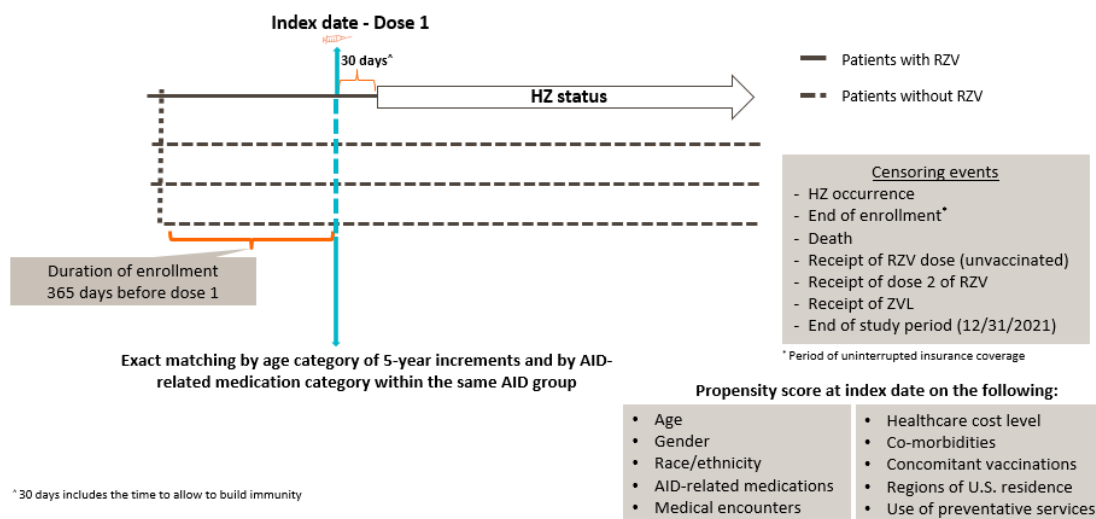 Index date - Dose 1
30 days^
HZ status
Patients with RZV
Patients without RZV
Censoring events
- HZ occurrence
- End of enrollment*
- Death
- Receipt of RZV dose (unvaccinated)
- Receipt of dose 2 of RZV
- Receipt of ZVL
- End of study period (12/31/2021)
* Period of uninterrupted insurance coverage
Duration of enrollment
365 days before dose 1
Exact matching by age category of 5-year increments and by AID-
related medication category within the same AID group
Propensity score at index date on the following:
• Age
• Gender
• Race/ethnicity
• AID-related medications
• Medical encounters
• Healthcare cost level
• Co-morbidities
• Concomitant vaccinations
• Regions of U.S. residence
• Use of preventative services
^ 30 days includes the time to allow to build immunity